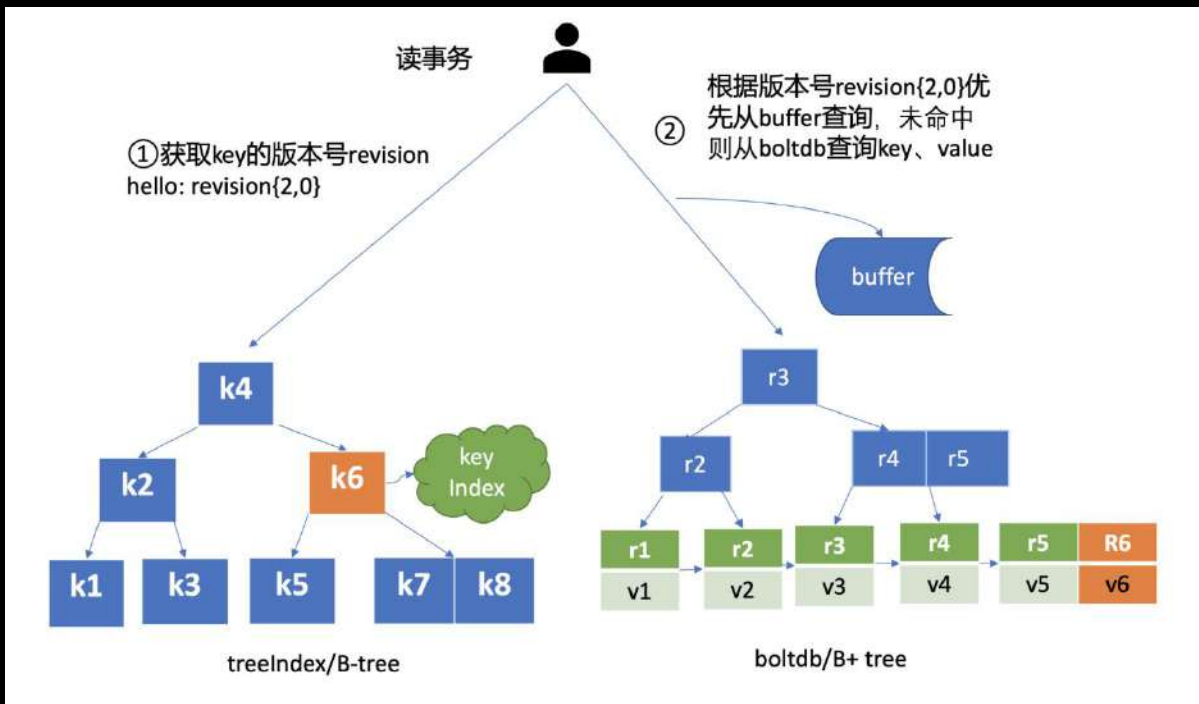 读事务
①获取key的版本号revision
hello: revision{2,0}
②
根据版本号revision{2,0}优
先从buffer查询，未命中
则从boltdb查询key、value
buffer
k4
k2
k6
key
Index
k1
k3
k5
k7
k8
treeIndex/B-tree
r3
r2
r4
r5
r1
r2
r3
r4
r5
R6
v1
v2
v3
v4
v5
v6
boltdb/B+ tree